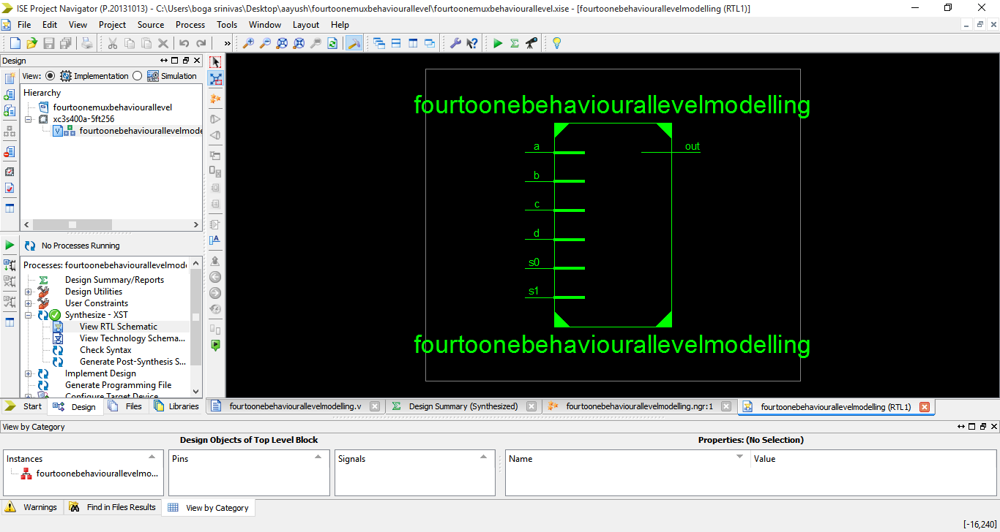 ISE Project Navigator (P.20131013) - C:\Users\boga srinivas\Desktop\aayush\fourtoonemuxbehaviourallevel\fourtoonemuxbehaviourallevel.xise - [fourtoonebehaviourallevelmodelling (RTL1)]
File Edit View Project Source Process Tools Window Layout Help
»
Design
View: Implementation Simulation
Hierarchy
fourtoonemuxbehaviourallevel
xc3s400a-5ft256
V fourtoonebehaviourallevelmode
No Processes Running
Processes: fourtoonebehaviourallevelmod
Design Summary/Reports
Design Utilities
User Constraints
Synthesize - XST
View RTL Schematic
View Technology Schema...
Check Syntax
Generate Post-Synthesis S...
Implement Design
Generate Programming File
Configure Target Device
Start Design Files Libraries
fourtoonebehaviourallevelmodelling
a
out
b
c
d
s0
s1
fourtoonebehaviourallevelmodelling
fourtoonebehaviourallevelmodelling.v Design Summary (Synthesized) fourtoonebehaviourallevelmodelling.ngr:1 fourtoonebehaviourallevelmodelling (RTL1)
View by Category
Design Objects of Top Level Block Properties: (No Selection)
Instances Pins Signals Name Value
fourtoonebehaviourallevelmo...
Warnings Find in Files Results View by Category
[-16,240]